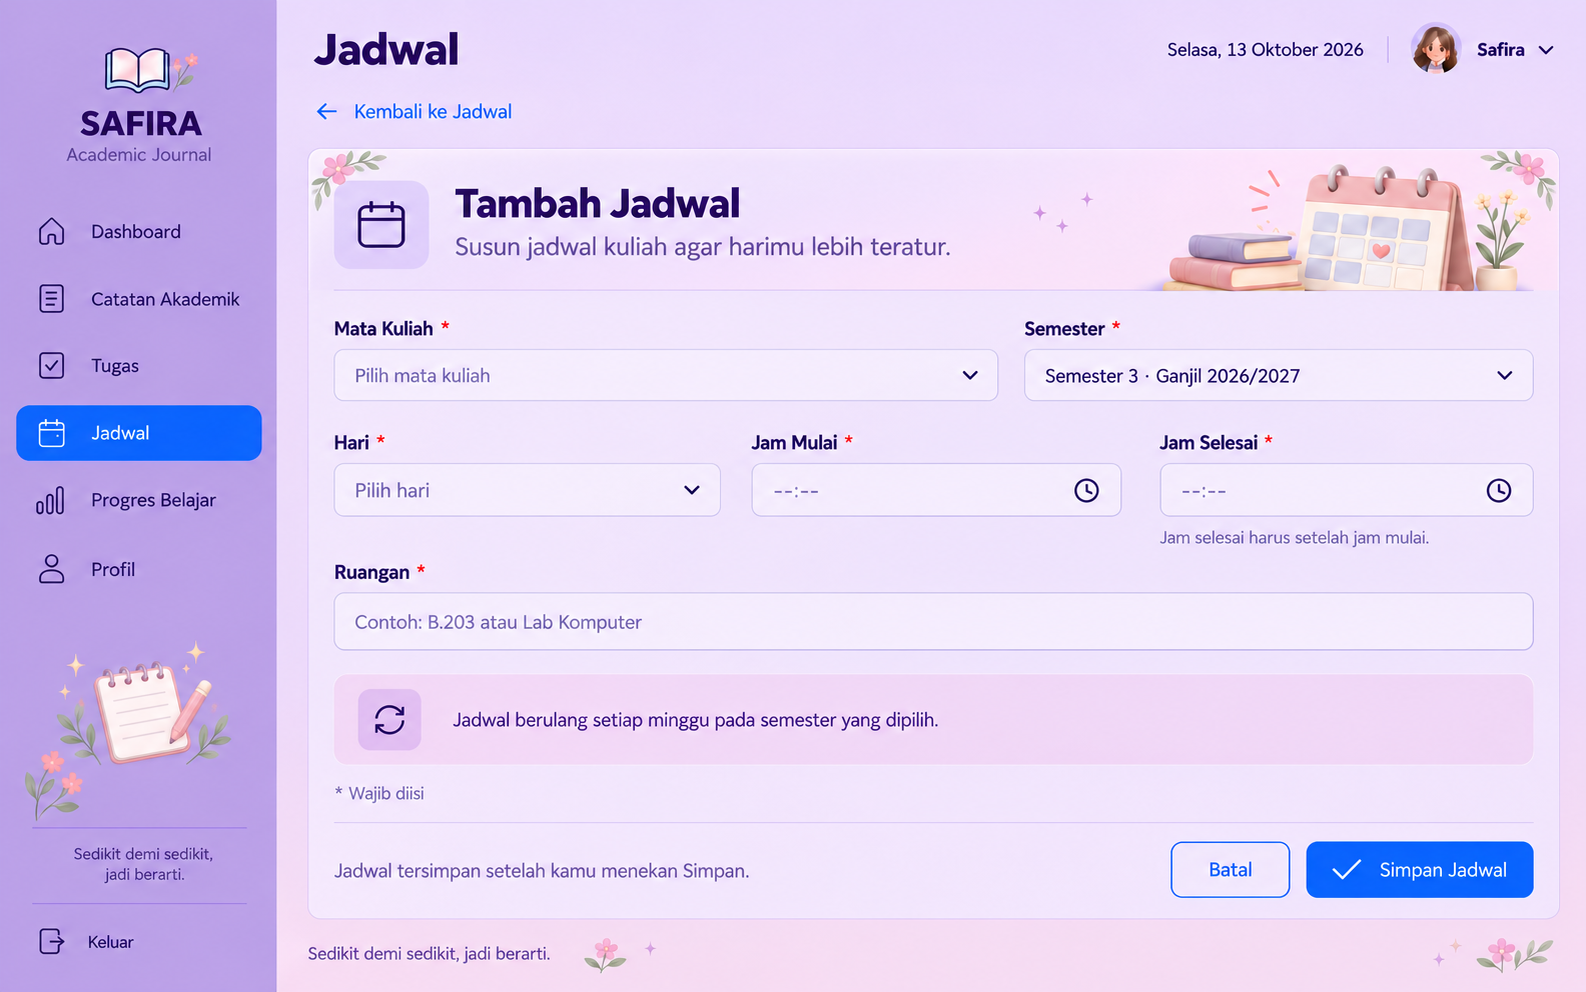 SAFIRA
Academic Journal
Dashboard
Catatan Akademik
Tugas
Jadwal
Progres Belajar
Profil
Sedikit demi sedikit,
jadi berarti.
Keluar
Jadwal
Selasa, 13 Oktober 2026
Safira
Kembali ke Jadwal
Tambah Jadwal
Susun jadwal kuliah agar harimu lebih teratur.
Mata Kuliah *
Pilih mata kuliah
Semester *
Semester 3 · Ganjil 2026/2027
Hari *
Pilih hari
Jam Mulai *
--:--
Jam Selesai *
--:--
Jam selesai harus setelah jam mulai.
Ruangan *
Contoh: B.203 atau Lab Komputer
Jadwal berulang setiap minggu pada semester yang dipilih.
* Wajib diisi
Jadwal tersimpan setelah kamu menekan Simpan.
Batal
Simpan Jadwal
Sedikit demi sedikit, jadi berarti.